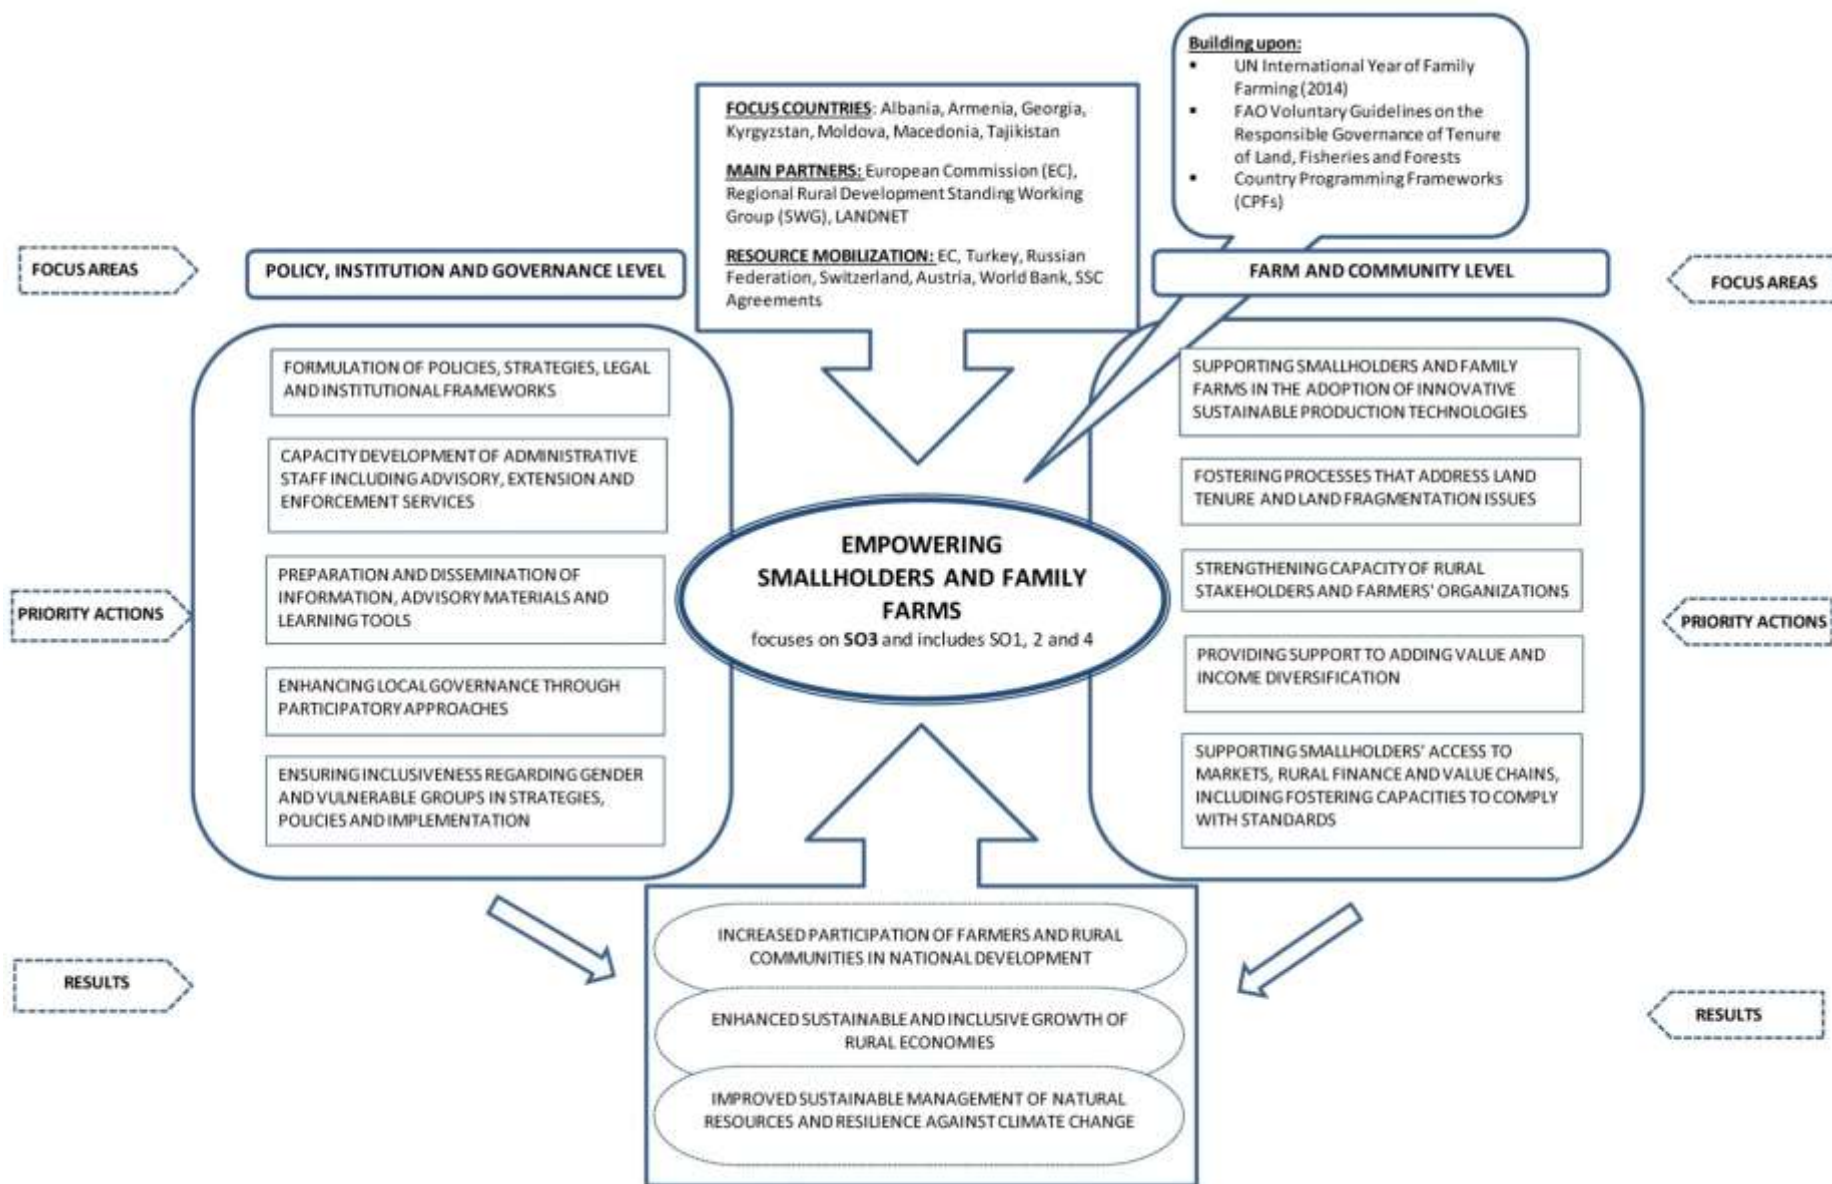 Building upon:
▪ UN International Year of Family
Farming (2014)
▪ FAO Voluntary Guidelines on the
Responsible Governance of Tenure
of Land, Fisheries and Forests
▪ Country Programming Frameworks
(CPFs)
FOCUS COUNTRIES: Albania, Armenia, Georgia,
Kyrgyzstan, Moldova, Macedonia, Tajikistan
MAIN PARTNERS: European Commission (EC),
Regional Rural Development Standing Working
Group (SWG), LANDNET
RESOURCE MOBILIZATION: EC, Turkey, Russian
Federation, Switzerland, Austria, World Bank, SSC
Agreements
FOCUS AREAS
POLICY, INSTITUTION AND GOVERNANCE LEVEL
FARM AND COMMUNITY LEVEL
FOCUS AREAS
FORMULATION OF POLICIES, STRATEGIES, LEGAL
AND INSTITUTIONAL FRAMEWORKS
CAPACITY DEVELOPMENT OF ADMINISTRATIVE
STAFF INCLUDING ADVISORY, EXTENSION AND
ENFORCEMENT SERVICES
PREPARATION AND DISSEMINATION OF
INFORMATION, ADVISORY MATERIALS AND
LEARNING TOOLS
ENHANCING LOCAL GOVERNANCE THROUGH
PARTICIPATORY APPROACHES
ENSURING INCLUSIVENESS REGARDING GENDER
AND VULNERABLE GROUPS IN STRATEGIES,
POLICIES AND IMPLEMENTATION
PRIORITY ACTIONS
EMPOWERING
SMALLHOLDERS AND FAMILY
FARMS
focuses on SO3 and includes SO1, 2 and 4
SUPPORTING SMALLHOLDERS AND FAMILY
FARMS IN THE ADOPTION OF INNOVATIVE
SUSTAINABLE PRODUCTION TECHNOLOGIES
FOSTERING PROCESSES THAT ADDRESS LAND
TENURE AND LAND FRAGMENTATION ISSUES
STRENGTHENING CAPACITY OF RURAL
STAKEHOLDERS AND FARMERS' ORGANIZATIONS
PROVIDING SUPPORT TO ADDING VALUE AND
INCOME DIVERSIFICATION
SUPPORTING SMALLHOLDERS' ACCESS TO
MARKETS, RURAL FINANCE AND VALUE CHAINS,
INCLUDING FOSTERING CAPACITIES TO COMPLY
WITH STANDARDS
PRIORITY ACTIONS
RESULTS
INCREASED PARTICIPATION OF FARMERS AND RURAL
COMMUNITIES IN NATIONAL DEVELOPMENT
ENHANCED SUSTAINABLE AND INCLUSIVE GROWTH OF
RURAL ECONOMIES
IMPROVED SUSTAINABLE MANAGEMENT OF NATURAL
RESOURCES AND RESILIENCE AGAINST CLIMATE CHANGE
RESULTS